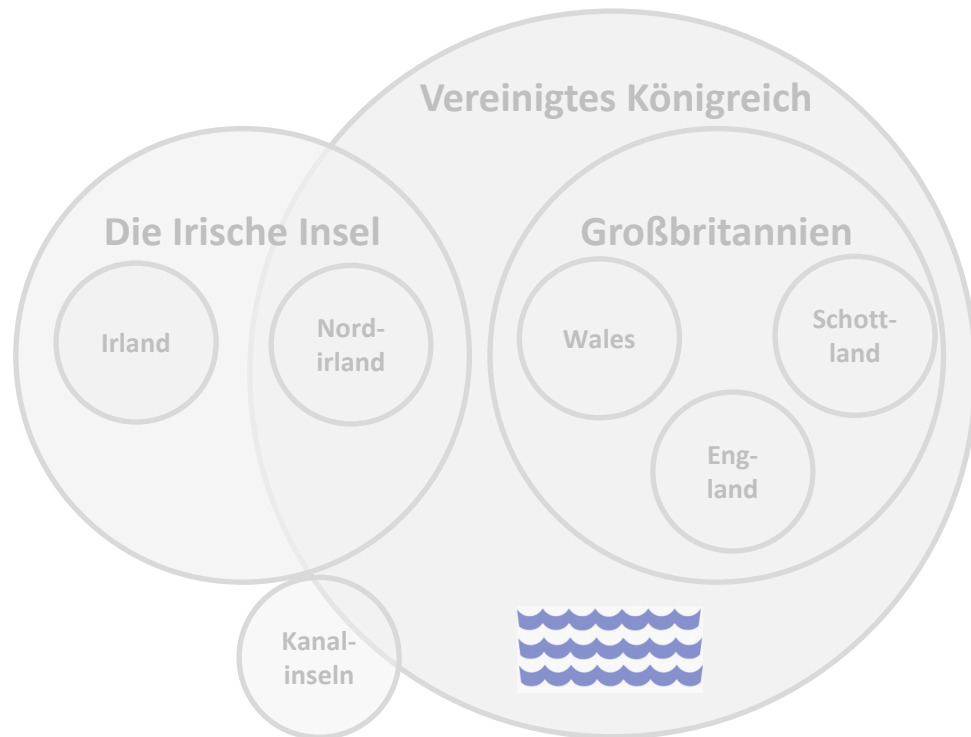 Vereinigtes Königreich
Die Irische Insel
Großbritannien
Irland
Nord-
irland
Wales
Schott-
land
Eng-
land
Kanal-
inseln